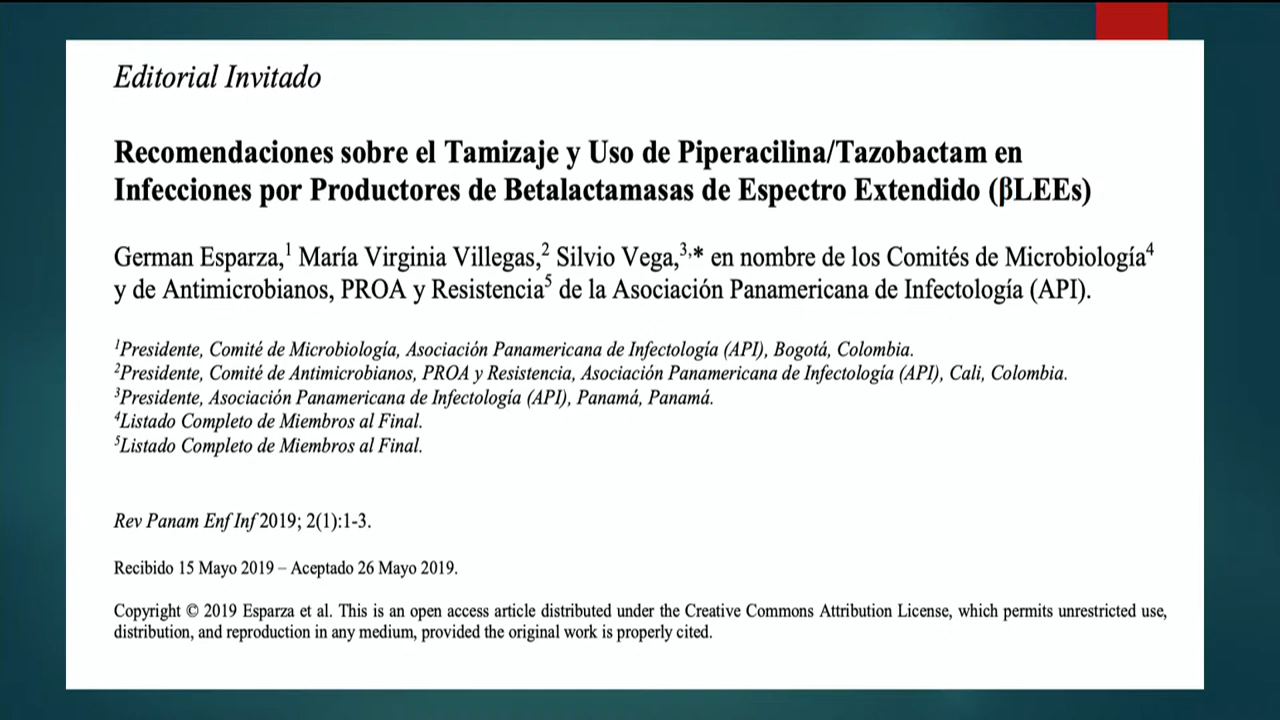 Editorial Invitado
Recomendaciones sobre el Tamizaje y Uso de Piperacilina/Tazobactam en
Infecciones por Productores de Betalactamasas de Espectro Extendido (βLEEs)
German Esparza,¹ María Virginia Villegas,² Silvio Vega,³,* en nombre de los Comités de Microbiología⁴
y de Antimicrobianos, PROA y Resistencia⁵ de la Asociación Panamericana de Infectología (API).
¹Presidente, Comité de Microbiología, Asociación Panamericana de Infectología (API), Bogotá, Colombia.
²Presidente, Comité de Antimicrobianos, PROA y Resistencia, Asociación Panamericana de Infectología (API), Cali, Colombia.
³Presidente, Asociación Panamericana de Infectología (API), Panamá, Panamá.
⁴Listado Completo de Miembros al Final.
⁵Listado Completo de Miembros al Final.
Rev Panam Enf Inf 2019; 2(1):1-3.
Recibido 15 Mayo 2019 – Aceptado 26 Mayo 2019.
Copyright © 2019 Esparza et al. This is an open access article distributed under the Creative Commons Attribution License, which permits unrestricted use,
distribution, and reproduction in any medium, provided the original work is properly cited.